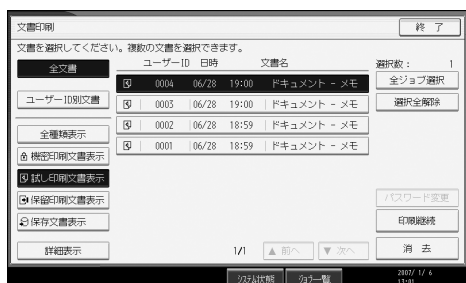 文書印刷
終 了
文書を選択してください。複数の文書を選択できます。
全文書
ユーザーID 日時 文書名
選択数： 1
0004 06/28 19:00 ドキュメント - メモ
全ジョブ選択
ユーザーID別文書
0003 06/28 19:00 ドキュメント - メモ
選択全解除
0002 06/28 18:59 ドキュメント - メモ
全種類表示
0001 06/28 18:59 ドキュメント - メモ
機密印刷文書表示
試し印刷文書表示
保留印刷文書表示
パスワード変更
保存文書表示
印刷継続
詳細表示
1/1
▲ 前へ
▼ 次へ
消 去
システム状態
ジョブ一覧
2007/ 1/ 6
13:01